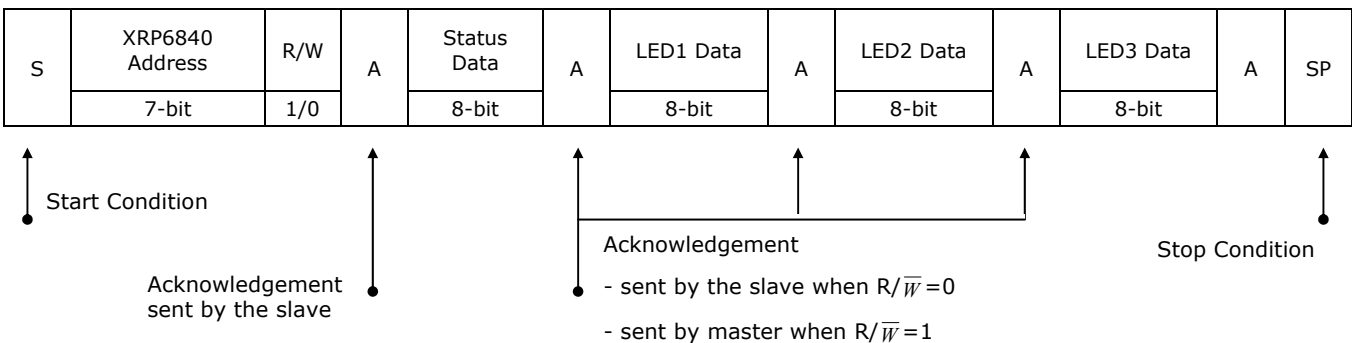 S
XRP6840
Address
R/W
A
Status
Data
A
LED1 Data
A
LED2 Data
A
LED3 Data
A
SP
7-bit
1/0
8-bit
8-bit
8-bit
8-bit
Start Condition
Acknowledgement
sent by the slave
Acknowledgement
- sent by the slave when R/W̅=0
- sent by master when R/W̅=1
Stop Condition